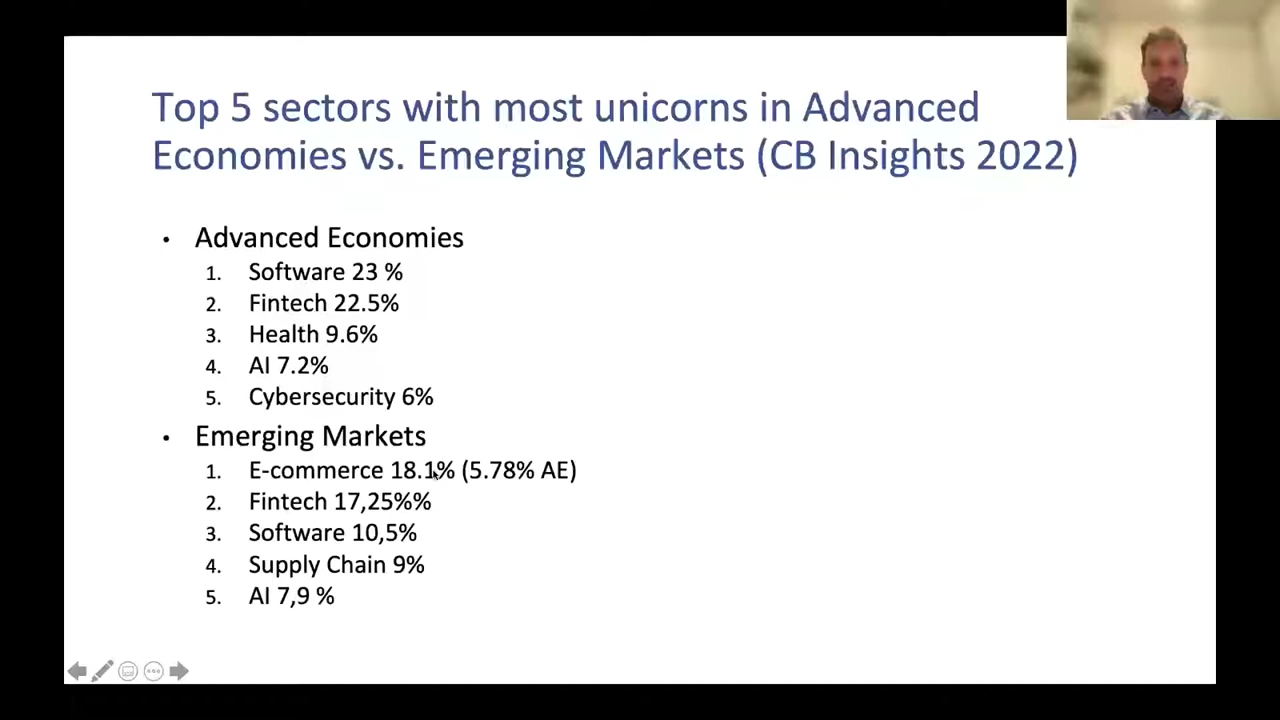 Top 5 sectors with most unicorns in Advanced
Economies vs. Emerging Markets (CB Insights 2022)
• Advanced Economies
1. Software 23 %
2. Fintech 22.5%
3. Health 9.6%
4. AI 7.2%
5. Cybersecurity 6%
• Emerging Markets
1. E-commerce 18.1% (5.78% AE)
2. Fintech 17,25%%
3. Software 10,5%
4. Supply Chain 9%
5. AI 7,9 %